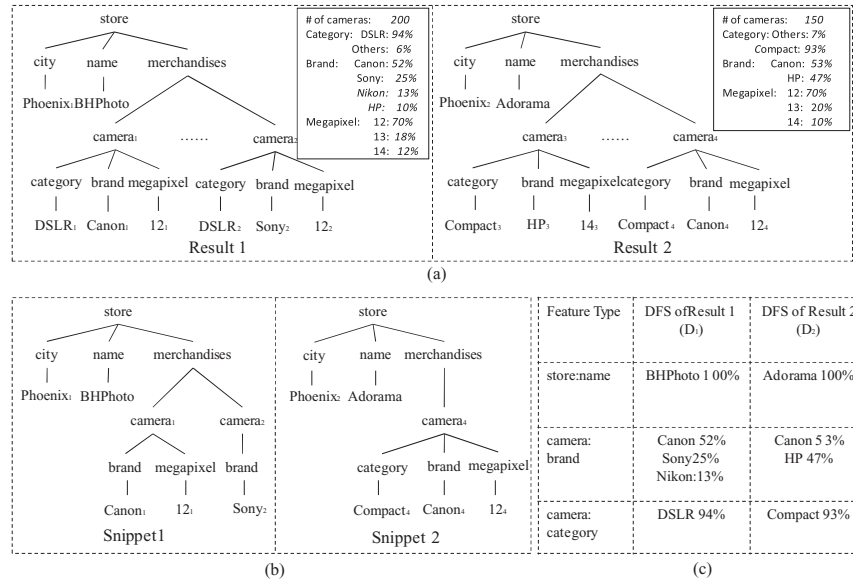 store
city name merchandises
Phoenix₁ BHPhoto
camera₁ ...... camera₂
category brand megapixel category brand megapixel
DSLR₁ Canon₁ 12₁ DSLR₂ Sony₂ 12₂
Result 1
# of cameras: 200
Category: DSLR: 94%
Others: 6%
Brand: Canon: 52%
Sony: 25%
Nikon: 13%
HP: 10%
Megapixel: 12: 70%
13: 18%
14: 12%
store
city name merchandises
Phoenix₂ Adorama
camera₃ ...... camera₄
category brand megapixel category brand megapixel
Compact₃ HP₃ 14₃ Compact₄ Canon₄ 12₄
Result 2
# of cameras: 150
Category: Others: 7%
Compact: 93%
Brand: Canon: 53%
HP: 47%
Megapixel: 12: 70%
13: 20%
14: 10%
(a)
store
city name merchandises
Phoenix₁ BHPhoto
camera₁ camera₂
brand megapixel brand
Canon₁ 12₁ Sony₂
Snippet1
store
city name merchandises
Phoenix₂ Adorama
camera₄
category brand megapixel
Compact₄ Canon₄ 12₄
Snippet 2
(b)
Feature Type DFS ofResult 1 DFS of Result 2
(D₁) (D₂)
store:name BHPhoto 1 00% Adorama 100%
camera: Canon 52% Canon 5 3%
brand Sony25% HP 47%
Nikon:13%
camera: DSLR 94% Compact 93%
category
(c)